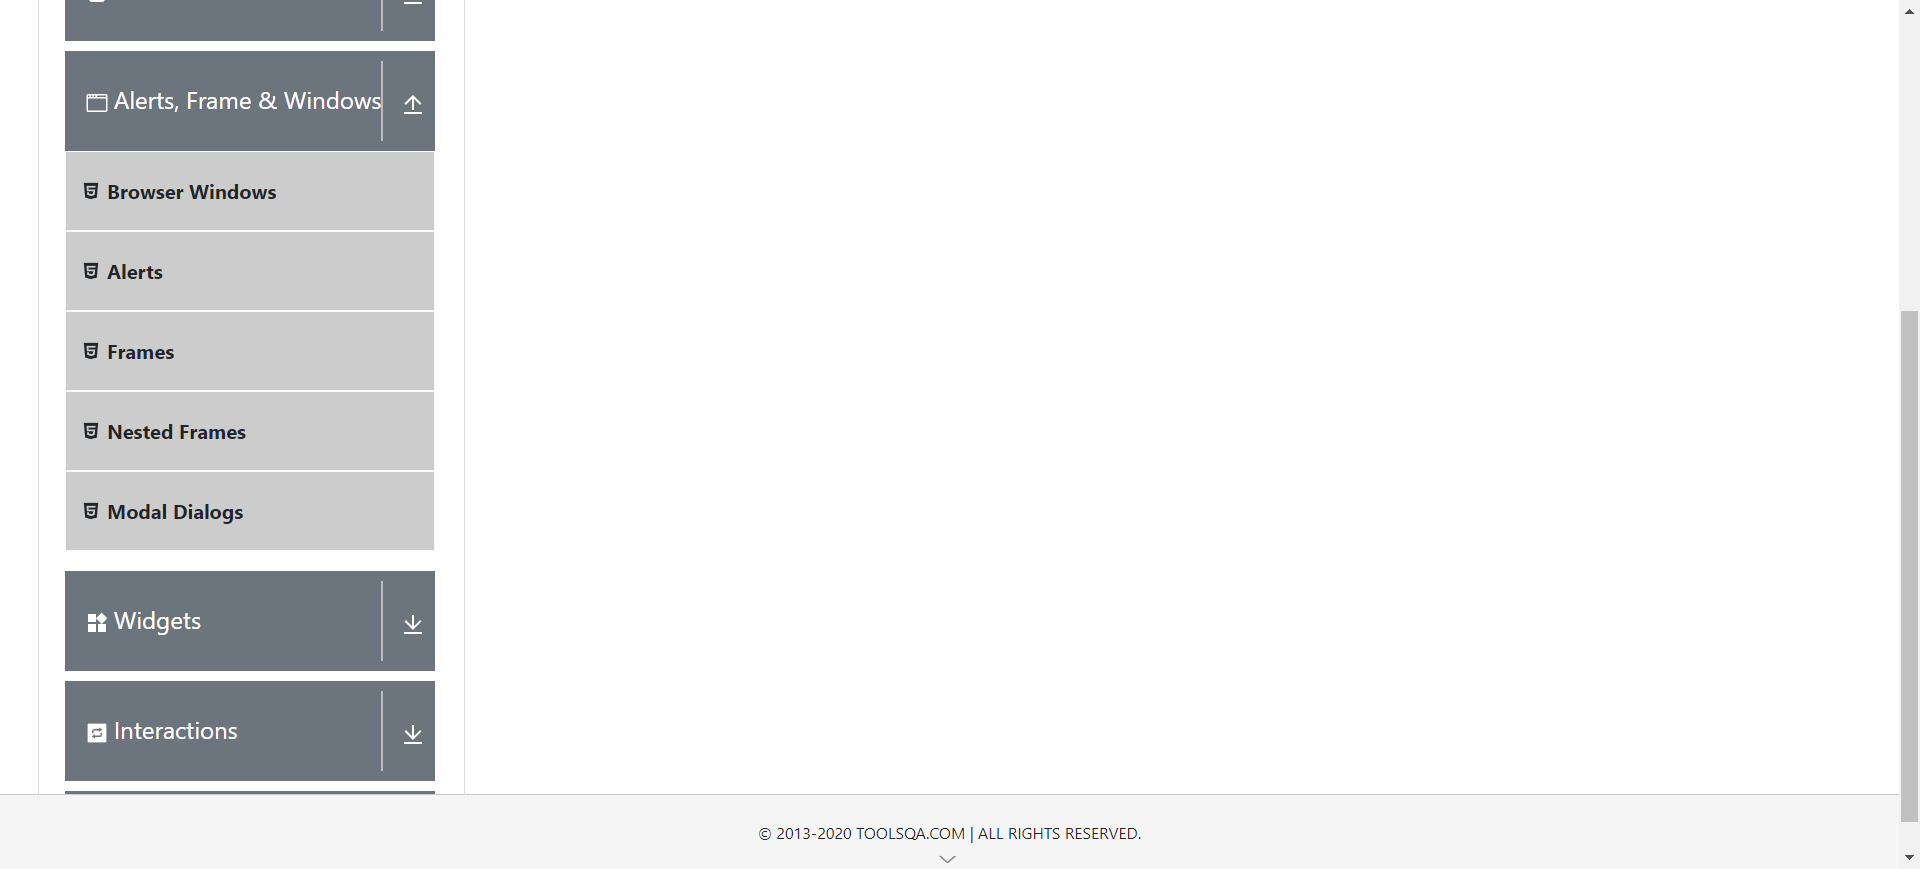 Alerts, Frame & Windows
Browser Windows
Alerts
Frames
Nested Frames
Modal Dialogs
Widgets
Interactions
© 2013-2020 TOOLSQA.COM | ALL RIGHTS RESERVED.